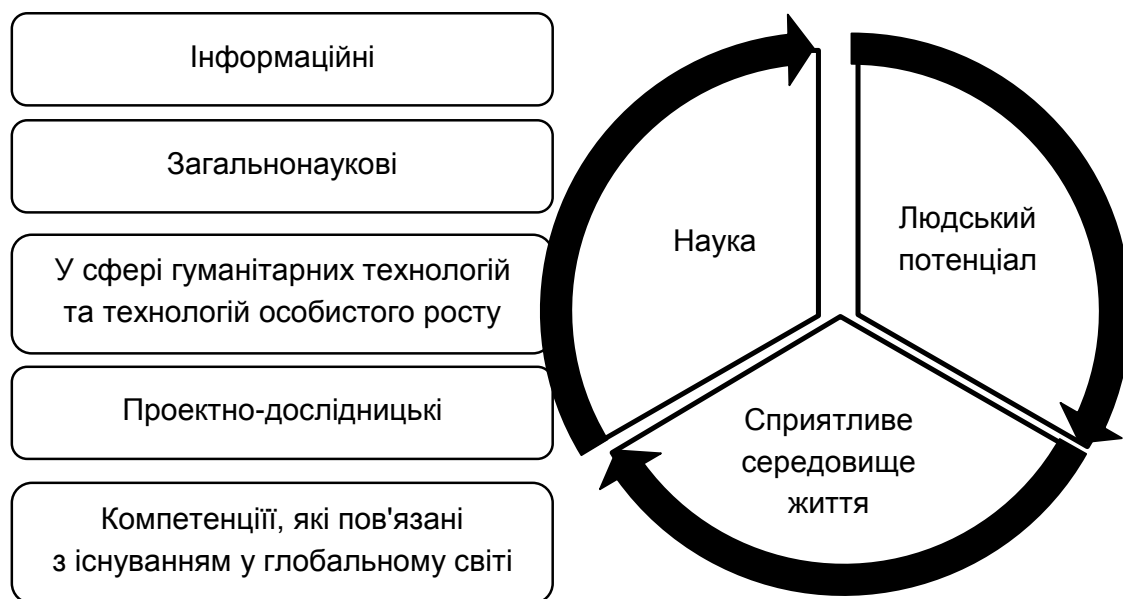 Інформаційні
Загальнонаукові
У сфері гуманітарних технологій
та технологій особистого росту
Проектно-дослідницькі
Компетенціїї, які пов'язані
з існуванням у глобальному світі
Наука
Людський
потенціал
Сприятливе
середовище
життя